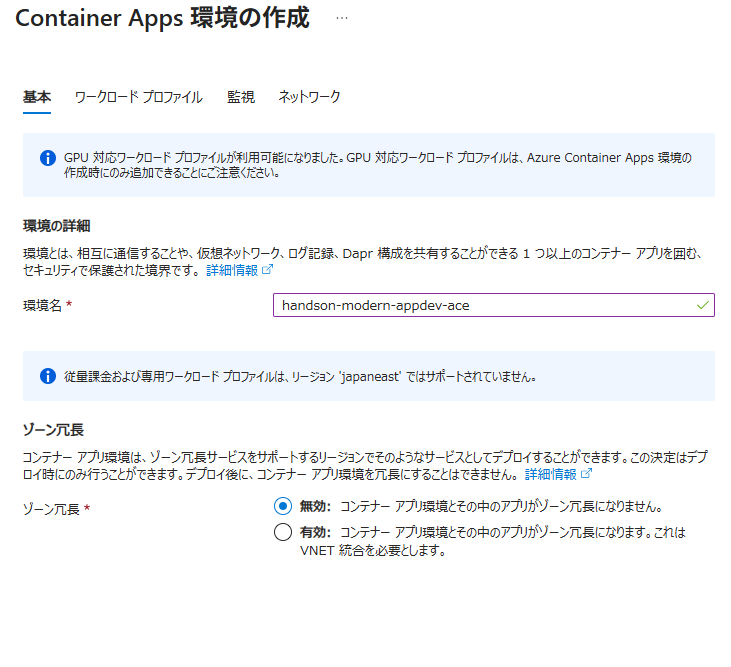 Container Apps 環境の作成 …
基本 ワークロード プロファイル 監視 ネットワーク
GPU 対応ワークロード プロファイルが利用可能になりました。GPU 対応ワークロード プロファイルは、Azure Container Apps 環境の
作成時にのみ追加できることにご注意ください。
環境の詳細
環境とは、相互に通信することや、仮想ネットワーク、ログ記録、Dapr 構成を共有することができる 1 つ以上のコンテナー アプリを囲む、
セキュリティで保護された境界です。 詳細情報
環境名 * handson-modern-appdev-ace
従量課金および専用ワークロード プロファイルは、リージョン 'japaneast' ではサポートされていません。
ゾーン冗長
コンテナー アプリ環境は、ゾーン冗長サービスをサポートするリージョンでそのようなサービスとしてデプロイすることができます。この決定はデプ
ロイ時にのみ行うことができます。デプロイ後に、コンテナー アプリ環境を冗長にすることはできません。 詳細情報
ゾーン冗長 * 無効: コンテナー アプリ環境とその中のアプリがゾーン冗長になりません。
有効: コンテナー アプリ環境とその中のアプリがゾーン冗長になります。これは
VNET 統合を必要とします。